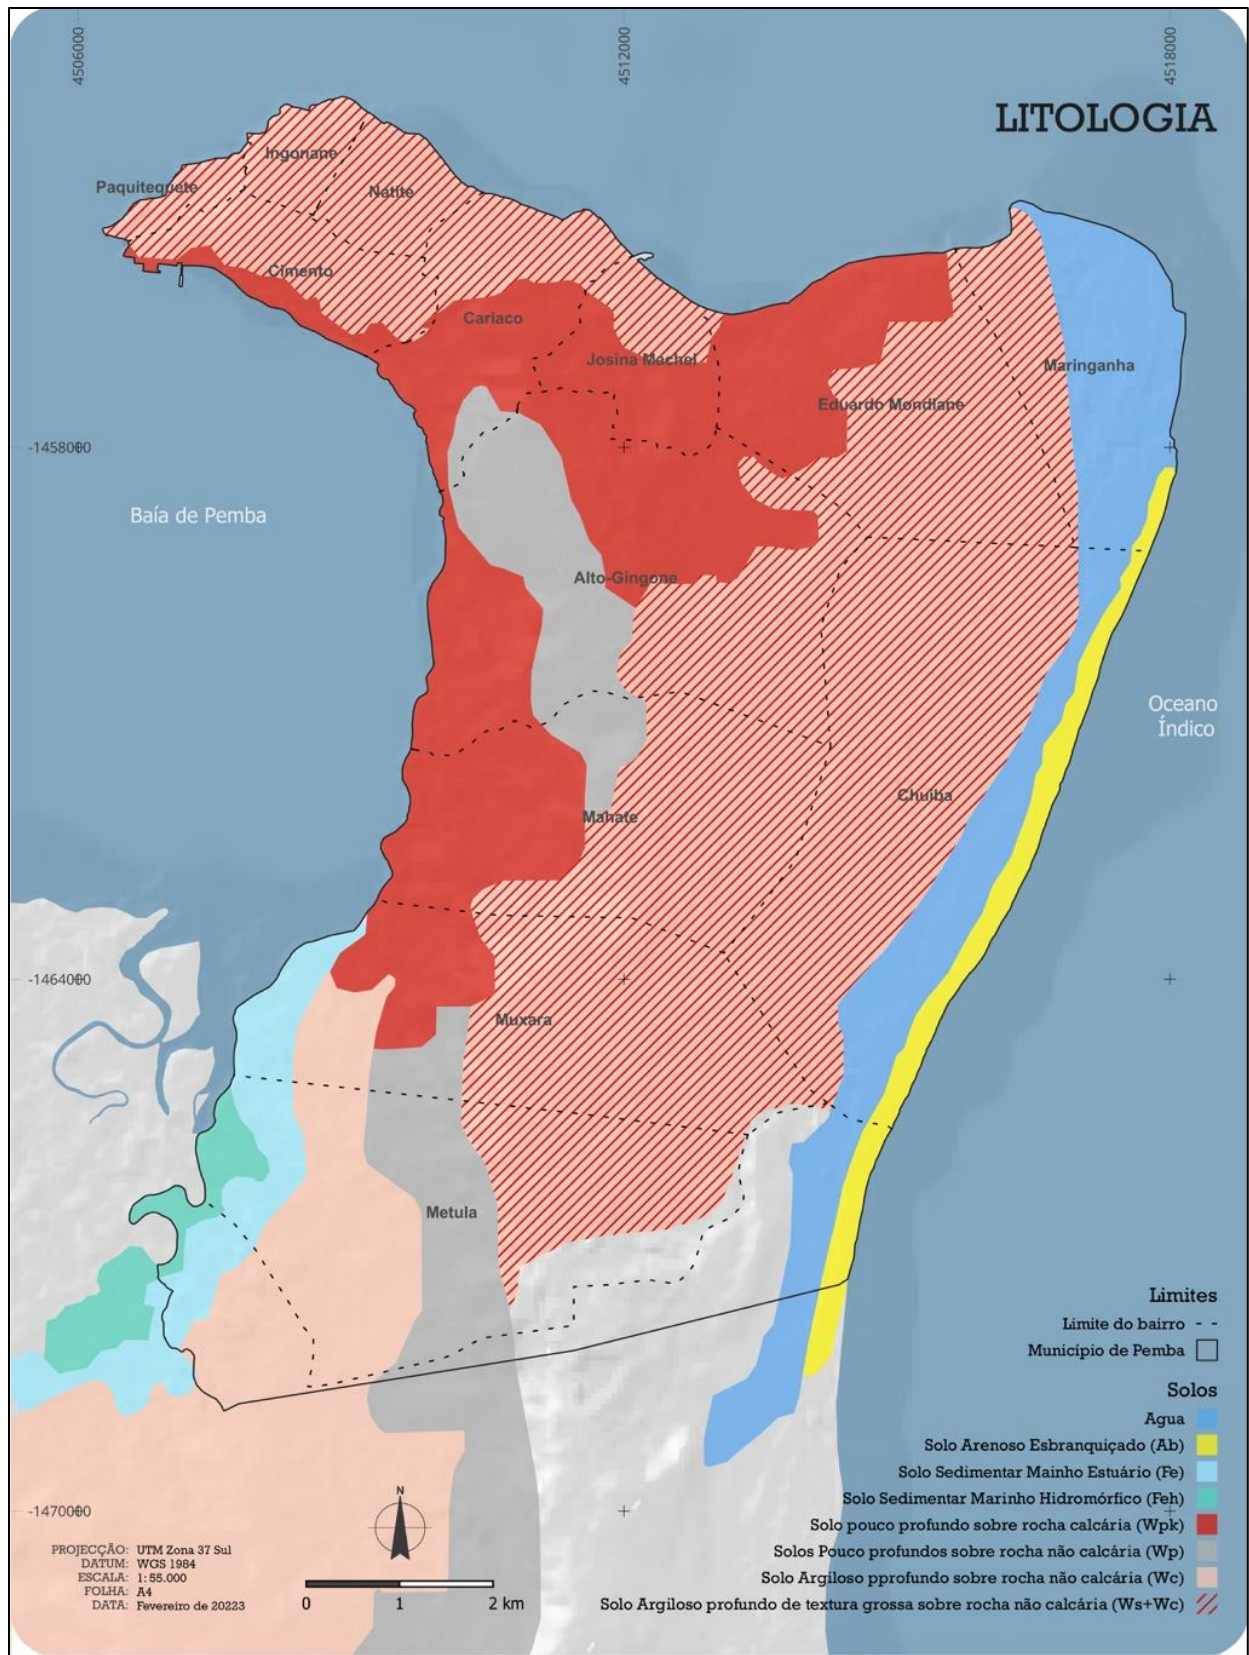 4506000
4512000
4518000
LITOLOGIA
Ingonane
Paquitequete
Natite
Cimento
Cariaco
Josina Machel
Maringanha
Eduardo Mondlane
-1458000
Baía de Pemba
Alto-Gingone
Oceano
Índico
Chuiba
Mahate
-1464000
Muxara
Metula
Limites
Limite do bairro
Município de Pemba
Solos
Agua
Solo Arenoso Esbranquiçado (Ab)
Solo Sedimentar Mainho Estuário (Fe)
Solo Sedimentar Marinho Hidromórfico (Feh)
Solo pouco profundo sobre rocha calcária (Wpk)
Solos Pouco profundos sobre rocha não calcária (Wp)
Solo Argiloso pprofundo sobre rocha não calcária (Wc)
Solo Argiloso profundo de textura grossa sobre rocha não calcária (Ws+Wc)
-1470000
N
PROJECÇÃO: UTM Zona 37 Sul
DATUM: WGS 1984
ESCALA: 1:55.000
FOLHA: A4
DATA: Fevereiro de 20223
0 1 2 km